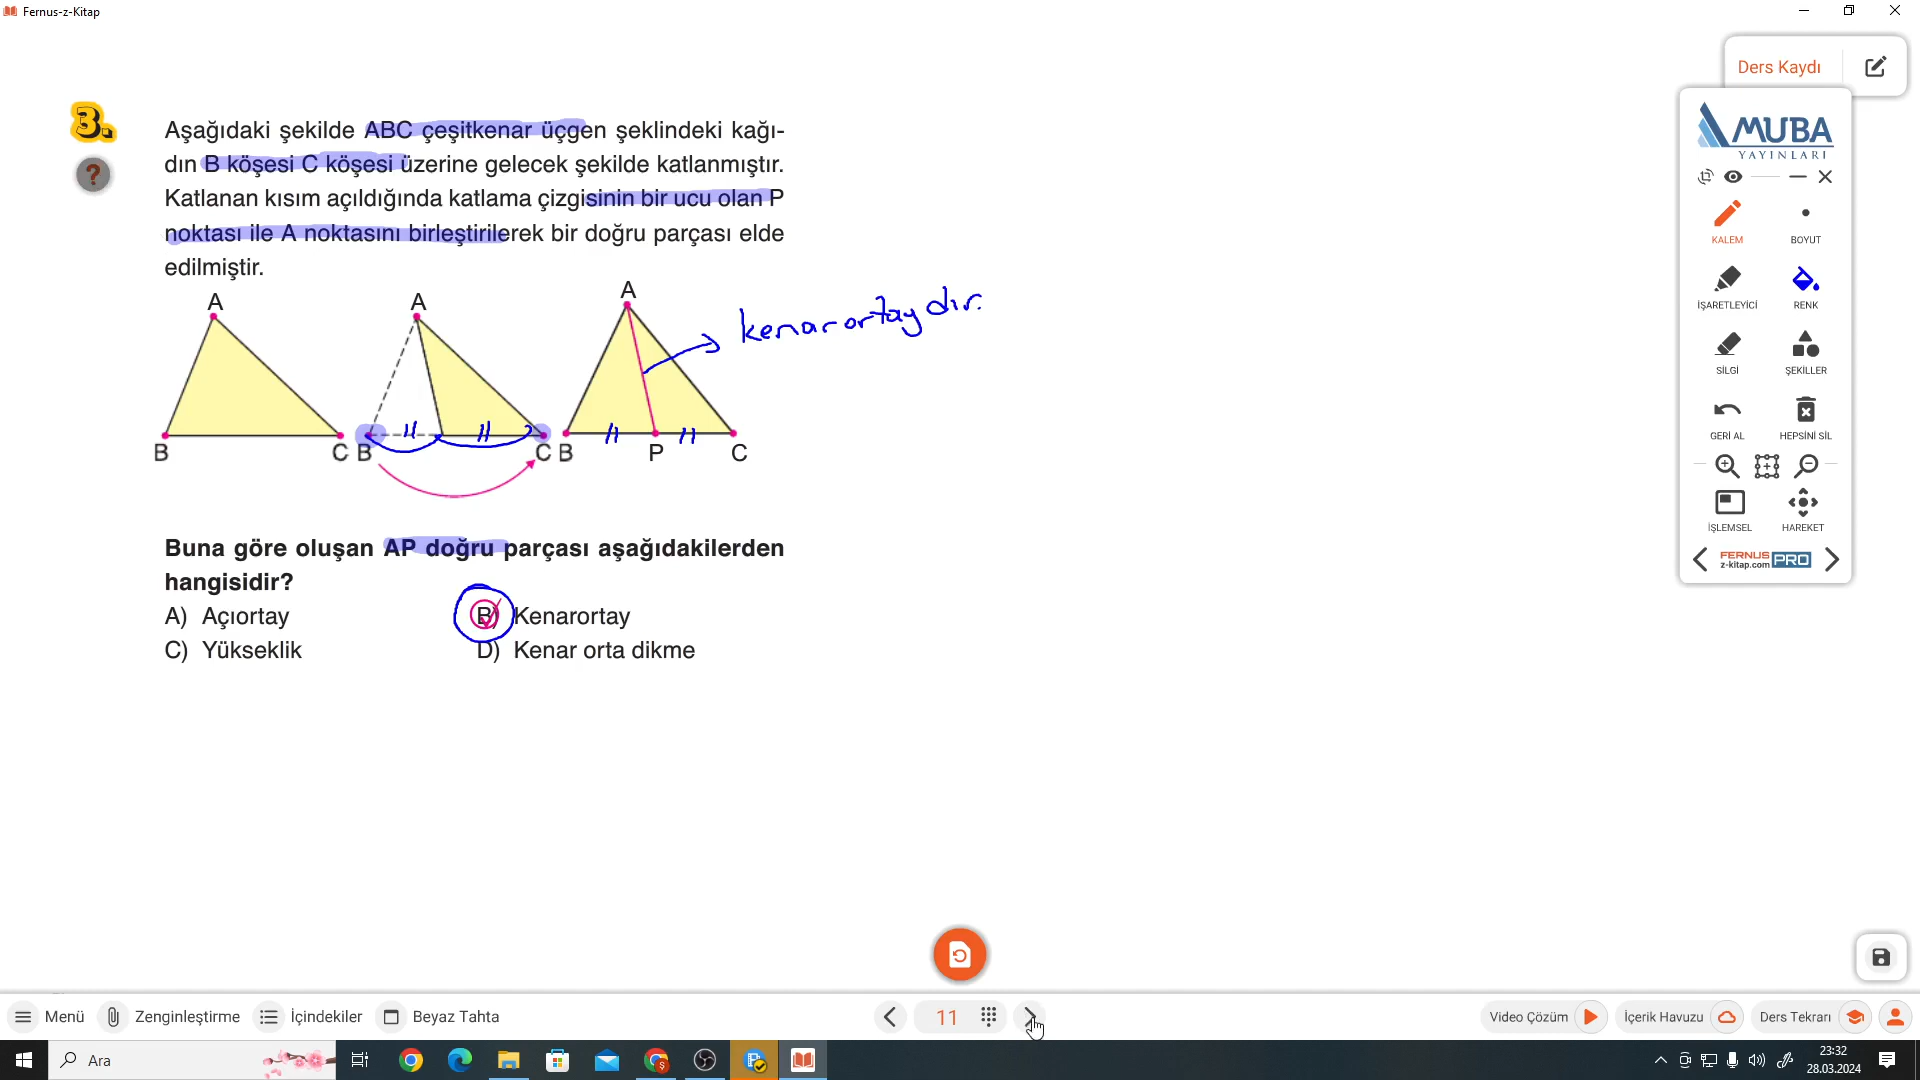 Fernus-z-Kitap
Ders Kaydı
3.
Aşağıdaki şekilde ABC çeşitkenar üçgen şeklindeki kağı-
dın B köşesi C köşesi üzerine gelecek şekilde katlanmıştır.
Katlanan kısım açıldığında katlama çizgisinin bir ucu olan P
noktası ile A noktasını birleştirilerek bir doğru parçası elde
edilmiştir.
A
B
C
A
B
C
A
B
P
C
kenarortaydır.
Buna göre oluşan AP doğru parçası aşağıdakilerden
hangisidir?
A) Açıortay
B) Kenarortay
C) Yükseklik
D) Kenar orta dikme
MUBA
YAYINLARI
KALEM
BOYUT
İŞARETLEYİCİ
RENK
SİLGİ
ŞEKİLLER
GERİ AL
HEPSİNİ SİL
İŞLEMSEL
HAREKET
FERNUS
z-kitap.com
PRO
Menü
Zenginleştirme
İçindekiler
Beyaz Tahta
11
Video Çözüm
İçerik Havuzu
Ders Tekrarı
Ara
23:32
28.03.2024